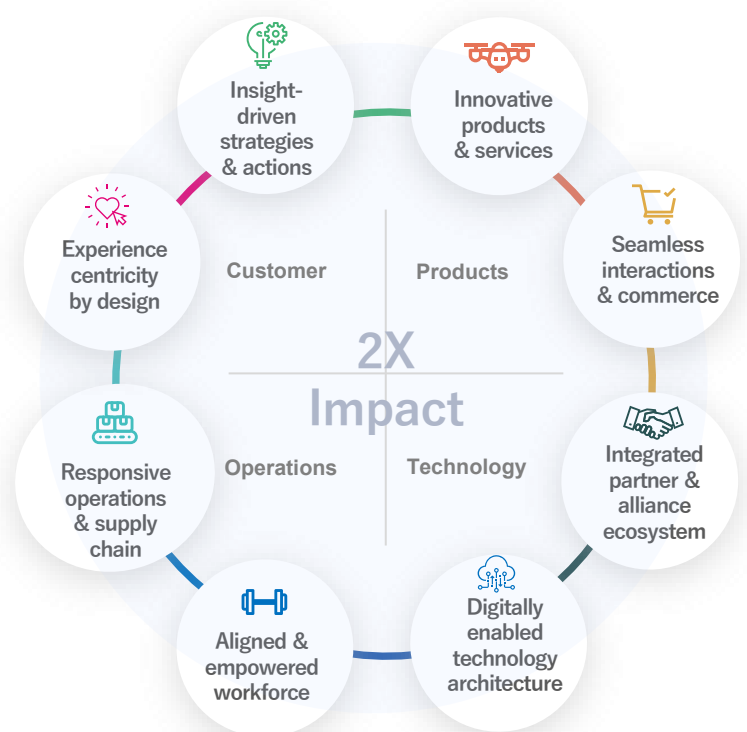 Insight-
driven
strategies
& actions
Innovative
products
& services
Experience
centricity
by design
Seamless
interactions
& commerce
Customer
Products
2X
Impact
Operations
Technology
Responsive
operations
& supply
chain
Integrated
partner &
alliance
ecosystem
Aligned &
empowered
workforce
Digitally
enabled
technology
architecture